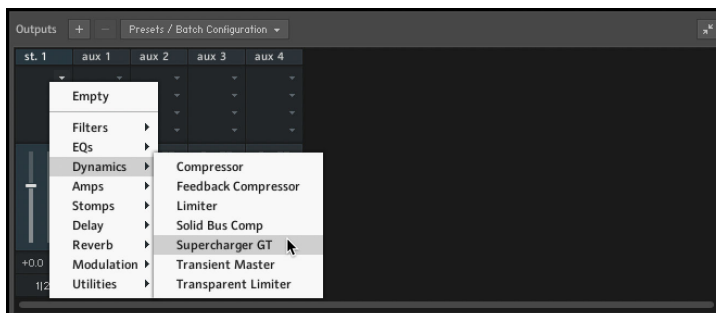 Outputs + − Presets / Batch Configuration
st. 1 aux 1 aux 2 aux 3 aux 4
Empty
Filters
EQs
Dynamics
Amps
Stomps
Delay
Reverb
Modulation
Utilities
Compressor
Feedback Compressor
Limiter
Solid Bus Comp
Supercharger GT
Transient Master
Transparent Limiter
+0.0
1|2